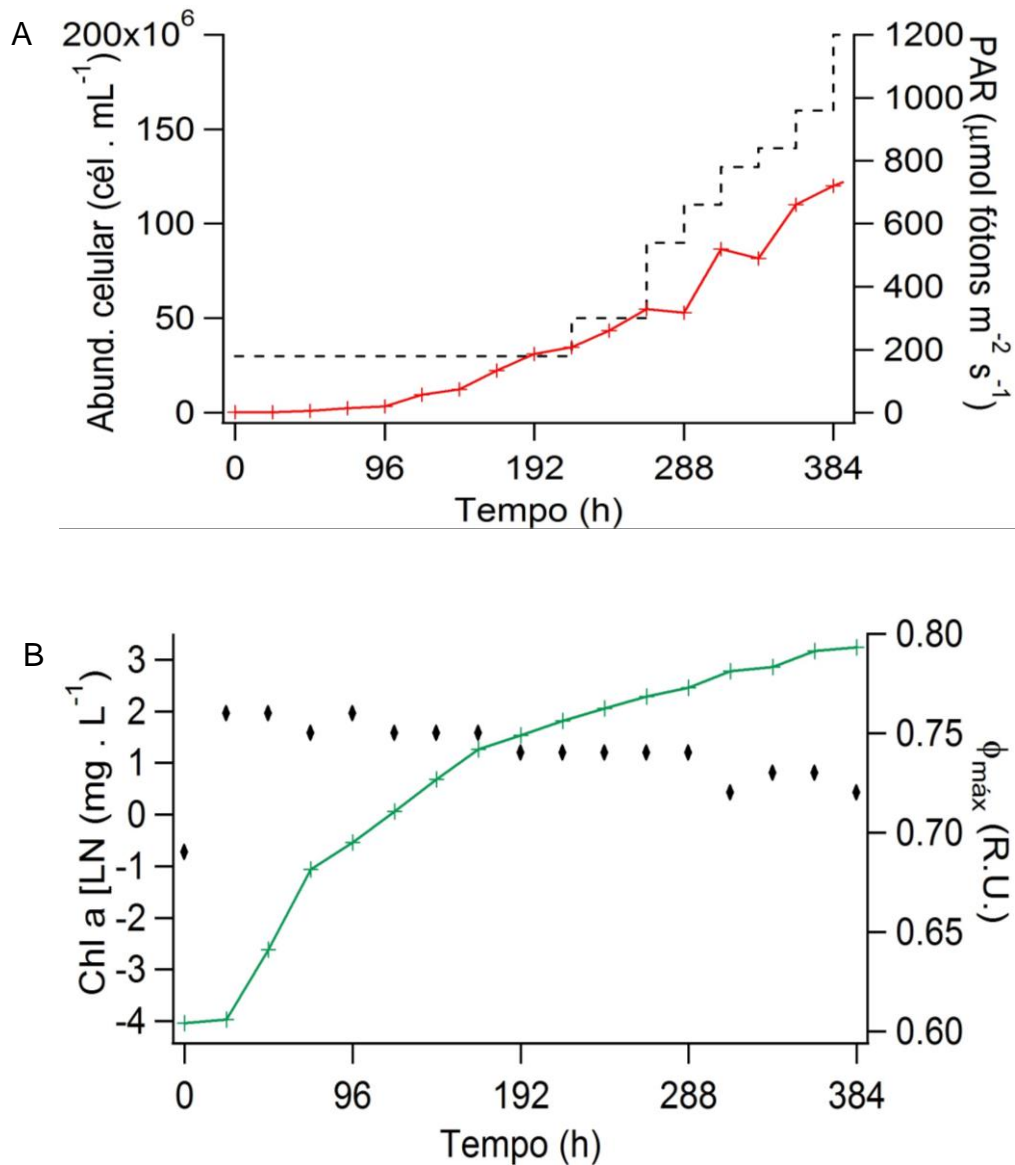 A
200x10⁶
150
100
50
0
Abund. celular (cél . mL⁻¹)
1200
1000
800
600
400
200
0
PAR (μmol fótons m⁻² s⁻¹)
0 96 192 288 384
Tempo (h)
B
3
2
1
0
-1
-2
-3
-4
Chl a [LN (mg . L⁻¹)
0.80
0.75
0.70
0.65
0.60
ϕmáx (R.U.)
0 96 192 288 384
Tempo (h)